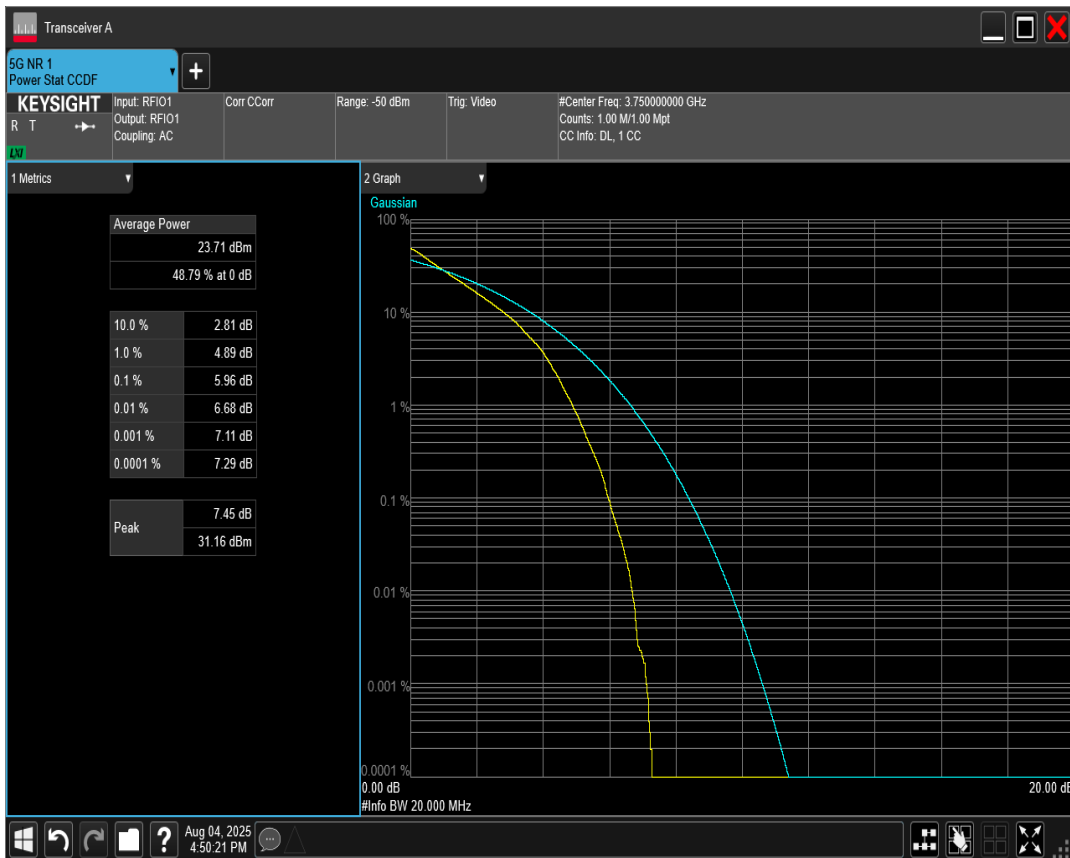 Transceiver A
5G NR 1
Power Stat CCDF
KEYSIGHT
R T
LXI
Input: RFIO1
Output: RFIO1
Coupling: AC
Corr CCorr
Range: -50 dBm
Trig: Video
#Center Freq: 3.750000000 GHz
Counts: 1.00 M/1.00 Mpt
CC Info: DL, 1 CC
1 Metrics
Average Power
23.71 dBm
48.79 % at 0 dB
10.0 % 2.81 dB
1.0 % 4.89 dB
0.1 % 5.96 dB
0.01 % 6.68 dB
0.001 % 7.11 dB
0.0001 % 7.29 dB
Peak
7.45 dB
31.16 dBm
2 Graph
Gaussian
100 %
10 %
1 %
0.1 %
0.01 %
0.001 %
0.0001 %
0.00 dB 20.00 dB
#Info BW 20.000 MHz
?
Aug 04, 2025
4:50:21 PM